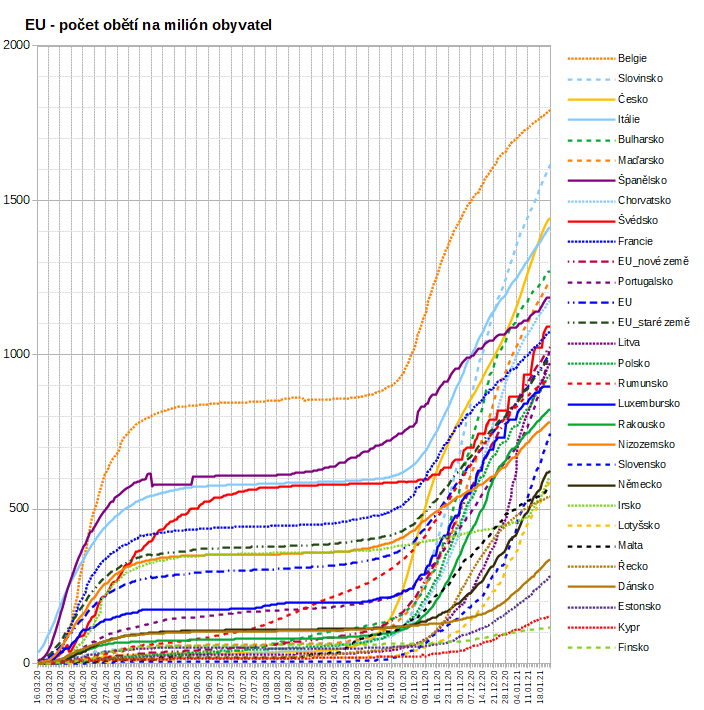 EU - počet obětí na milión obyvatel
2000
1500
1000
500
0
Belgie
Slovinsko
Česko
Itálie
Bulharsko
Maďarsko
Španělsko
Chorvatsko
Švédsko
Francie
EU_nové země
Portugalsko
EU
EU_staré země
Litva
Polsko
Rumunsko
Luxembursko
Rakousko
Nizozemsko
Slovensko
Německo
Irsko
Lotyšsko
Malta
Řecko
Dánsko
Estonsko
Kypr
Finsko
16.03.20
23.03.20
30.03.20
06.04.20
13.04.20
20.04.20
27.04.20
04.05.20
11.05.20
18.05.20
25.05.20
01.06.20
08.06.20
15.06.20
22.06.20
29.06.20
06.07.20
13.07.20
20.07.20
27.07.20
03.08.20
10.08.20
17.08.20
24.08.20
31.08.20
07.09.20
14.09.20
21.09.20
28.09.20
05.10.20
12.10.20
19.10.20
26.10.20
02.11.20
09.11.20
16.11.20
23.11.20
30.11.20
07.12.20
14.12.20
21.12.20
28.12.20
04.01.21
11.01.21
18.01.21